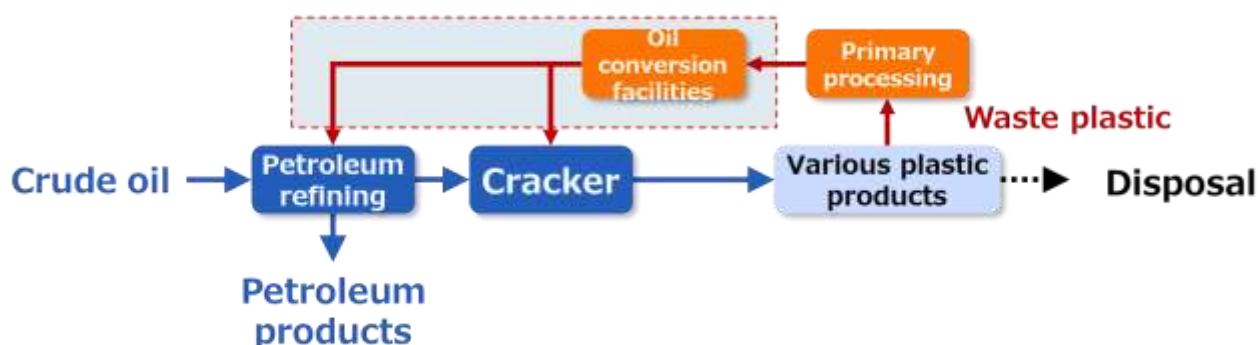 Oil
conversion
facilities
Primary
processing
Waste plastic
Crude oil
Petroleum
refining
Cracker
Various plastic
products
Disposal
Petroleum
products